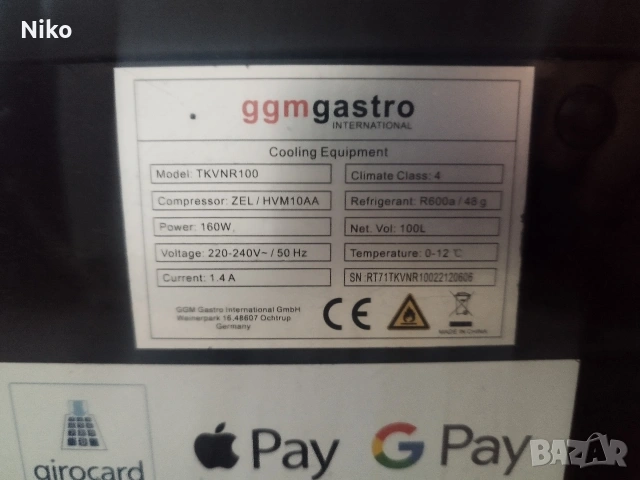 Niko
ggmgastro
INTERNATIONAL
Cooling Equipment
Model: TKVNR100
Climate Class: 4
Compressor: ZEL / HVM10AA
Refrigerant: R600a / 48 g
Power: 160W
Net. Vol: 100L
Voltage: 220-240V~ / 50 Hz
Temperature: 0-12 ℃
Current: 1.4 A
SN :RT71TKVNR10022120606
GGM Gastro International GmbH
Weinerpark 16,48607 Ochtrup
Germany
CE
MADE IN CHINA
girocard
Pay
G Pay
BAZAR